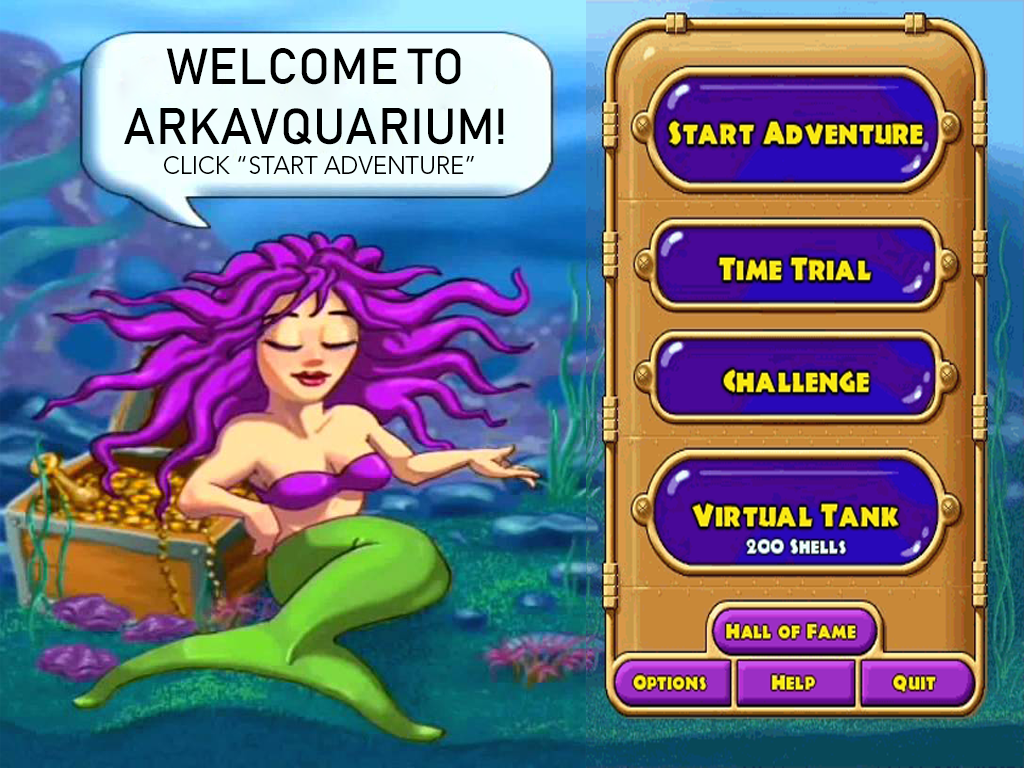 WELCOME TO
ARKAVQUARIUM!
CLICK “START ADVENTURE”
START ADVENTURE
TIME TRIAL
CHALLENGE
VIRTUAL TANK
200 SHELLS
HALL OF FAME
OPTIONS
HELP
QUIT